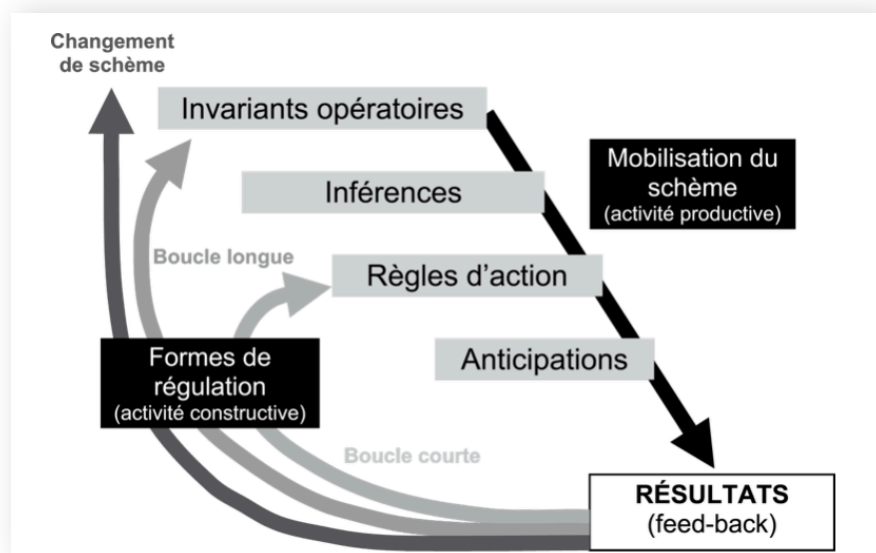 Changement
de schème
Invariants opératoires
Mobilisation du
schème
(activité productive)
Inférences
Boucle longue
Règles d'action
Formes de
régulation
(activité constructive)
Anticipations
Boucle courte
RÉSULTATS
(feed-back)